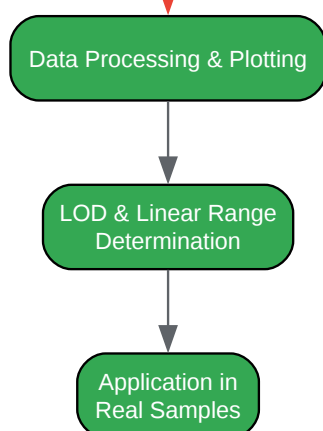 Data Processing & Plotting
LOD & Linear Range
Determination
Application in
Real Samples